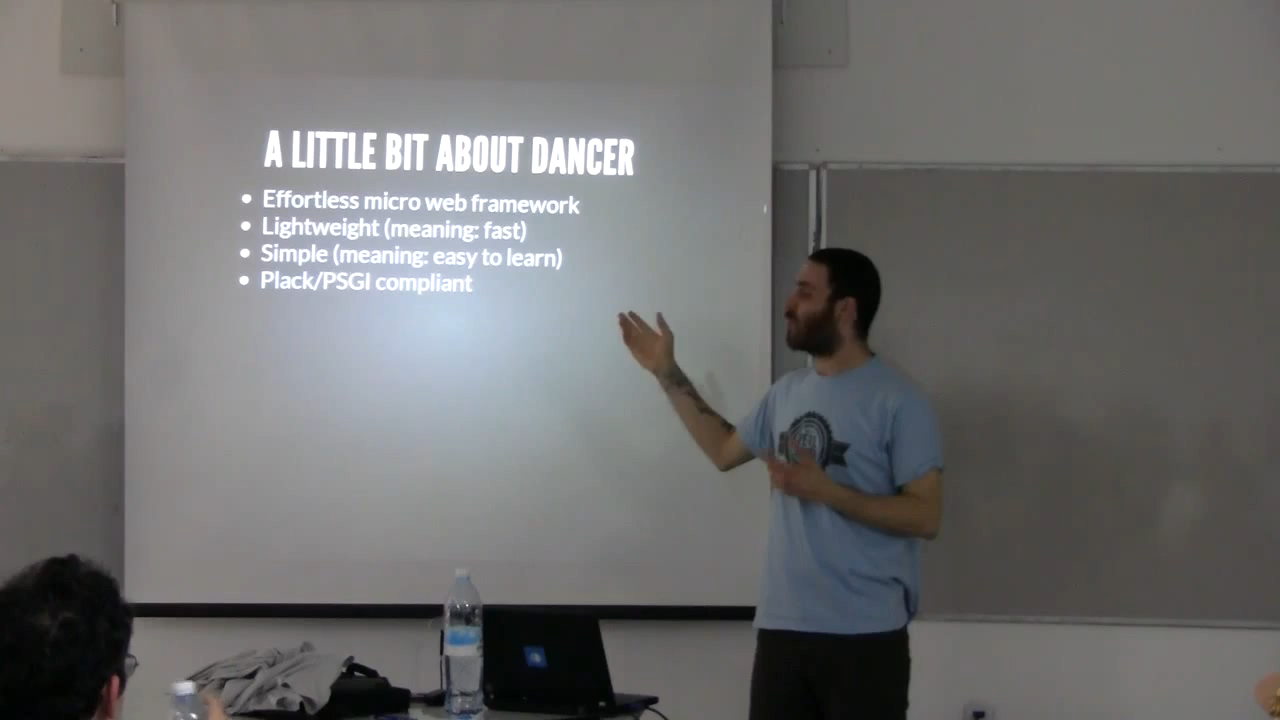 A LITTLE BIT ABOUT DANCER
Effortless micro web framework
Lightweight (meaning: fast)
Simple (meaning: easy to learn)
Plack/PSGI compliant